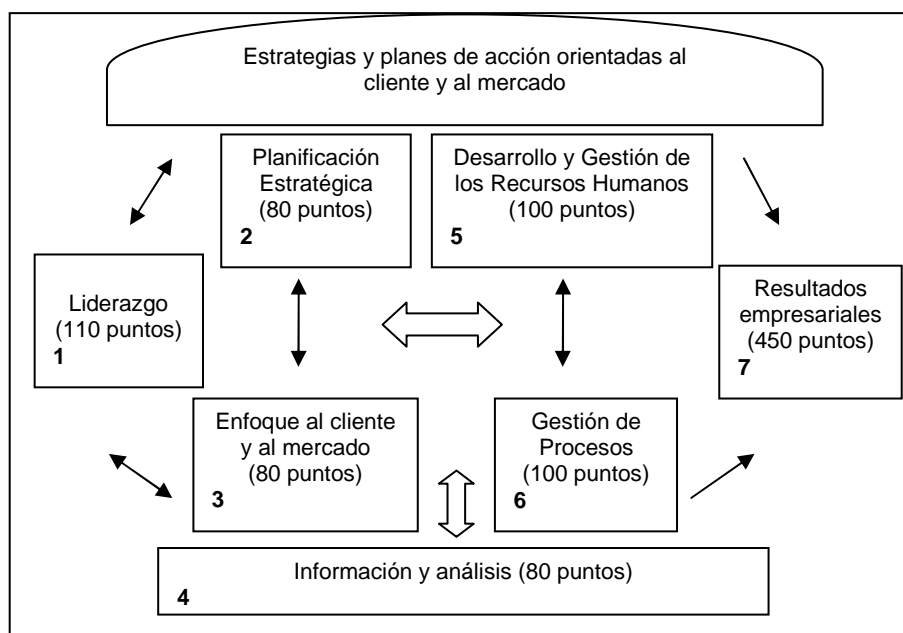 Estrategias y planes de acción orientadas al
cliente y al mercado
Planificación
Estratégica
(80 puntos)
2
Desarrollo y Gestión de
los Recursos Humanos
(100 puntos)
5
Liderazgo
(110 puntos)
1
Resultados
empresariales
(450 puntos)
7
Enfoque al cliente
y al mercado
(80 puntos)
3
Gestión de
Procesos
(100 puntos)
6
Información y análisis (80 puntos)
4